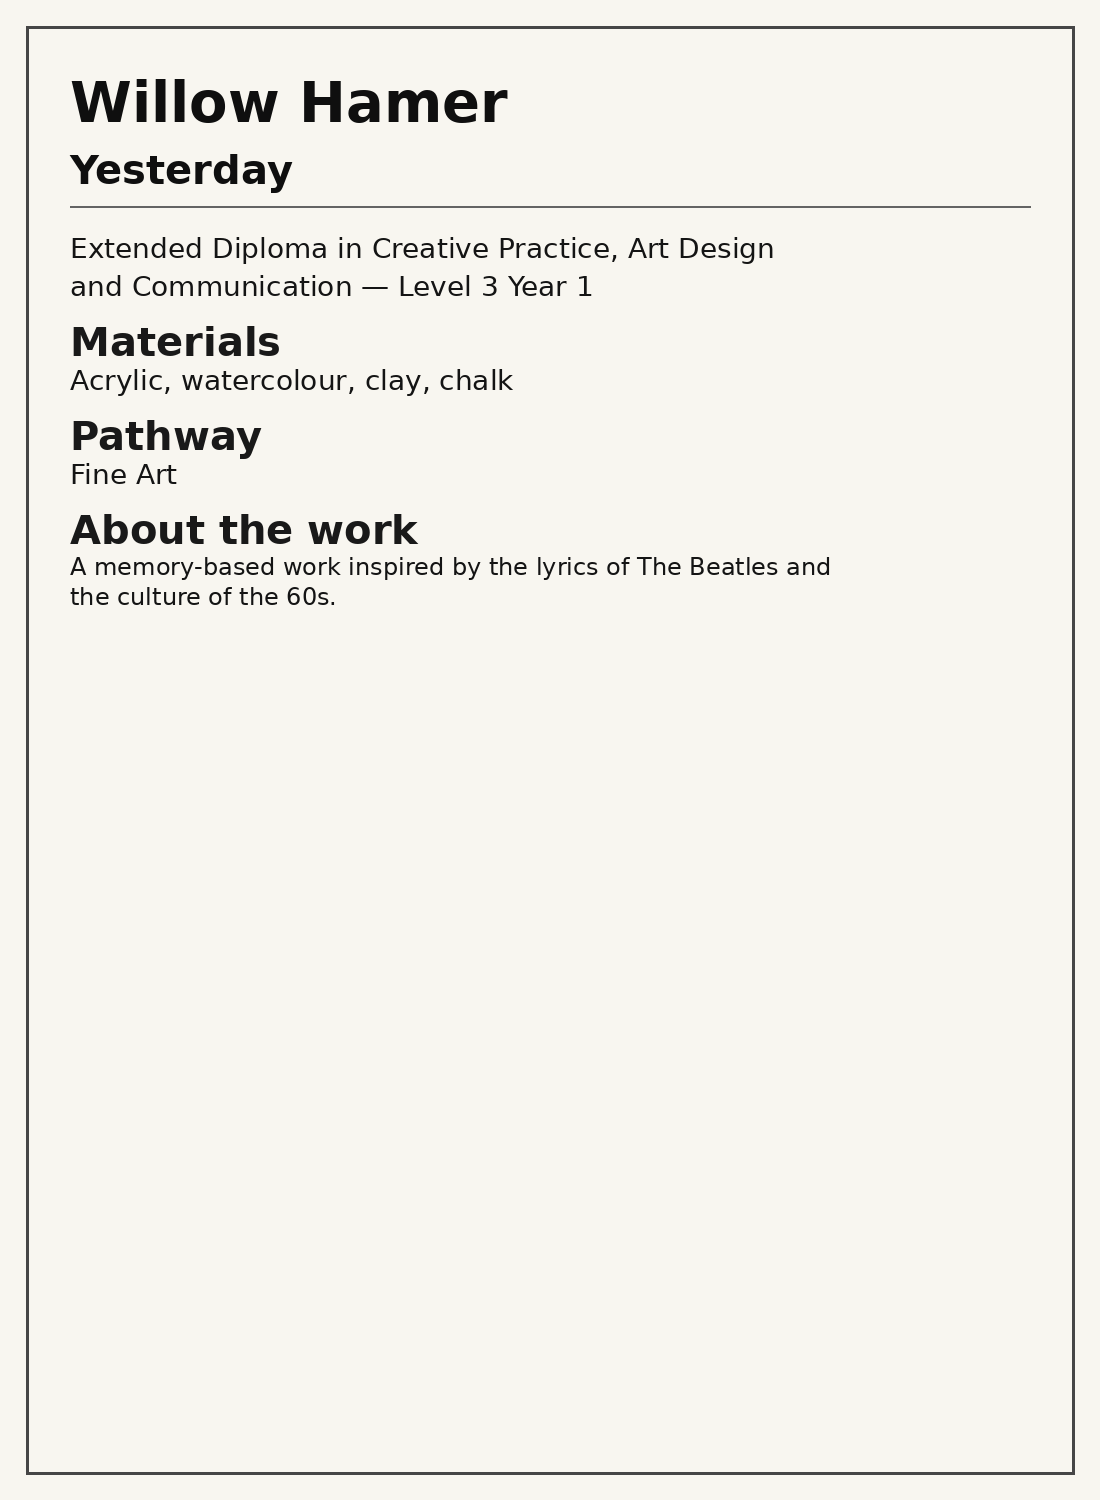 Willow Hamer
Yesterday
Extended Diploma in Creative Practice, Art Design
and Communication — Level 3 Year 1
Materials
Acrylic, watercolour, clay, chalk
Pathway
Fine Art
About the work
A memory-based work inspired by the lyrics of The Beatles and
the culture of the 60s.